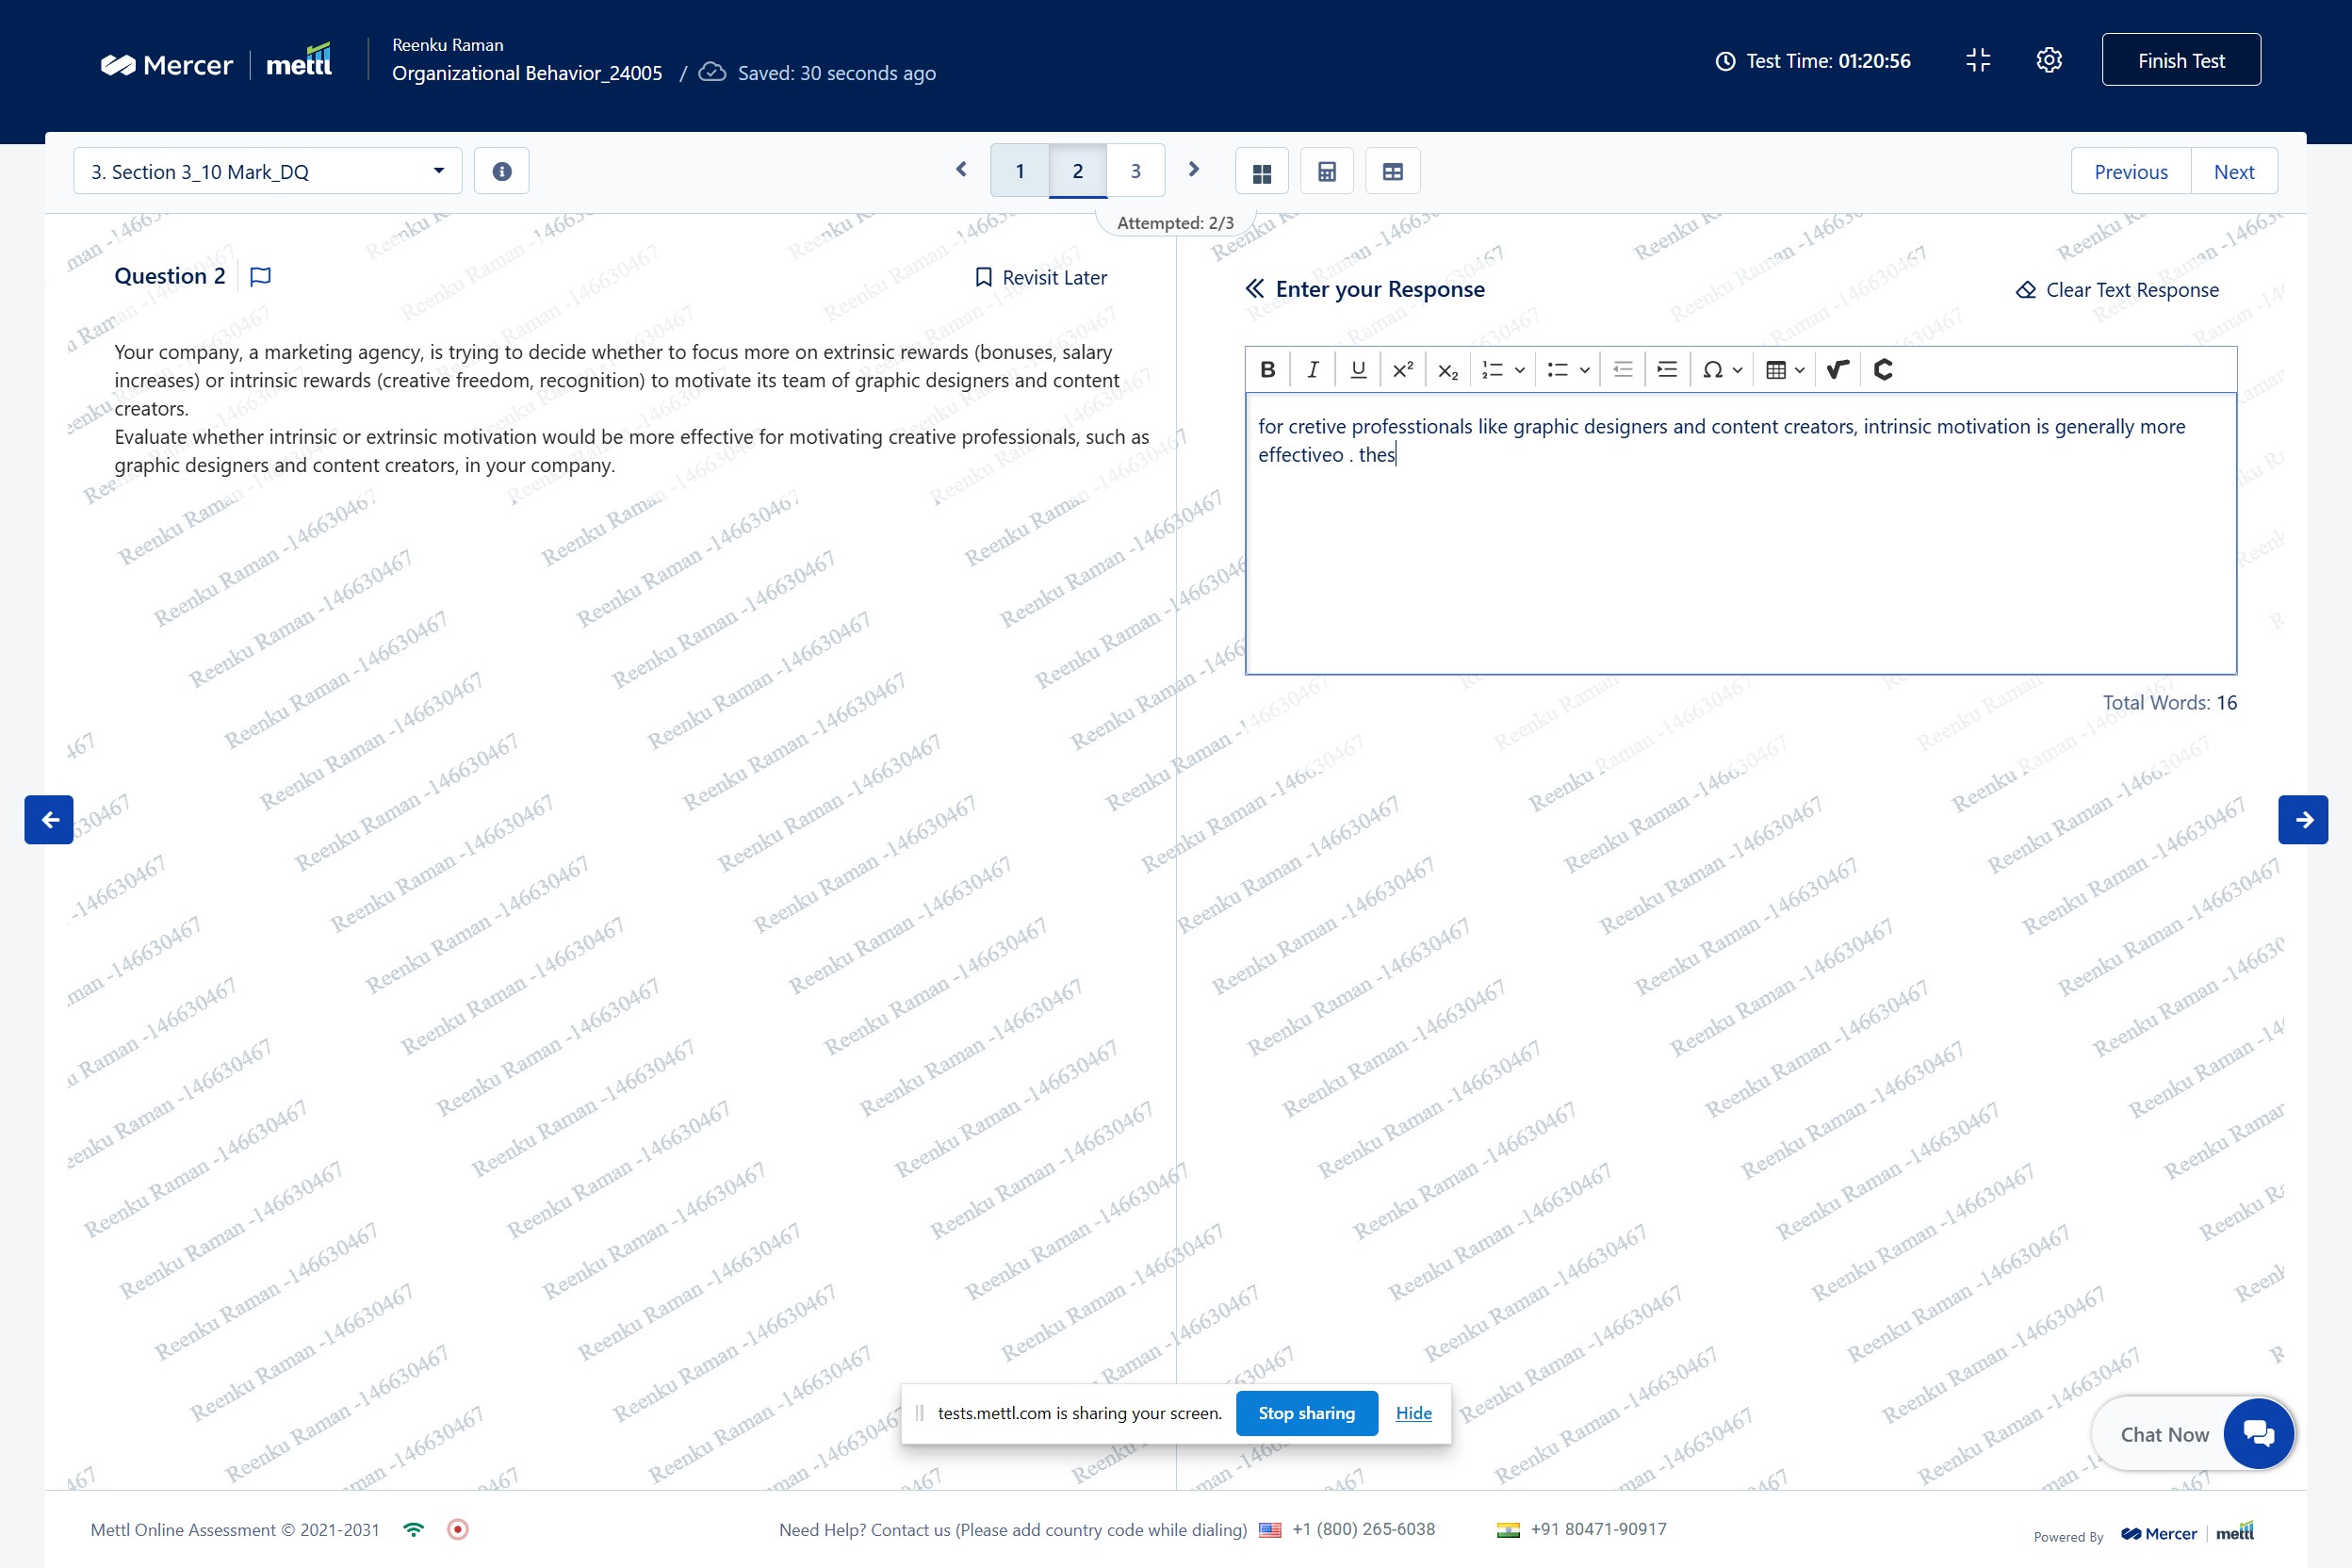 Mercer | mettl
Reenku Raman
Organizational Behavior_24005 / Saved: 30 seconds ago
Test Time: 01:20:56
Finish Test
3. Section 3_10 Mark_DQ
1 2 3
Previous Next
Attempted: 2/3
Question 2
Revisit Later
Your company, a marketing agency, is trying to decide whether to focus more on extrinsic rewards (bonuses, salary
increases) or intrinsic rewards (creative freedom, recognition) to motivate its team of graphic designers and content
creators.
Evaluate whether intrinsic or extrinsic motivation would be more effective for motivating creative professionals, such as
graphic designers and content creators, in your company.
Enter your Response
Clear Text Response
B I U x² x₂ Ω
for cretive professtionals like graphic designers and content creators, intrinsic motivation is generally more
effectiveo . thes
Total Words: 16
Reenku Raman -146630467
tests.mettl.com is sharing your screen. Stop sharing Hide
Chat Now
Mettl Online Assessment © 2021-2031
Need Help? Contact us (Please add country code while dialing) +1 (800) 265-6038 +91 80471-90917
Powered By Mercer | mettl